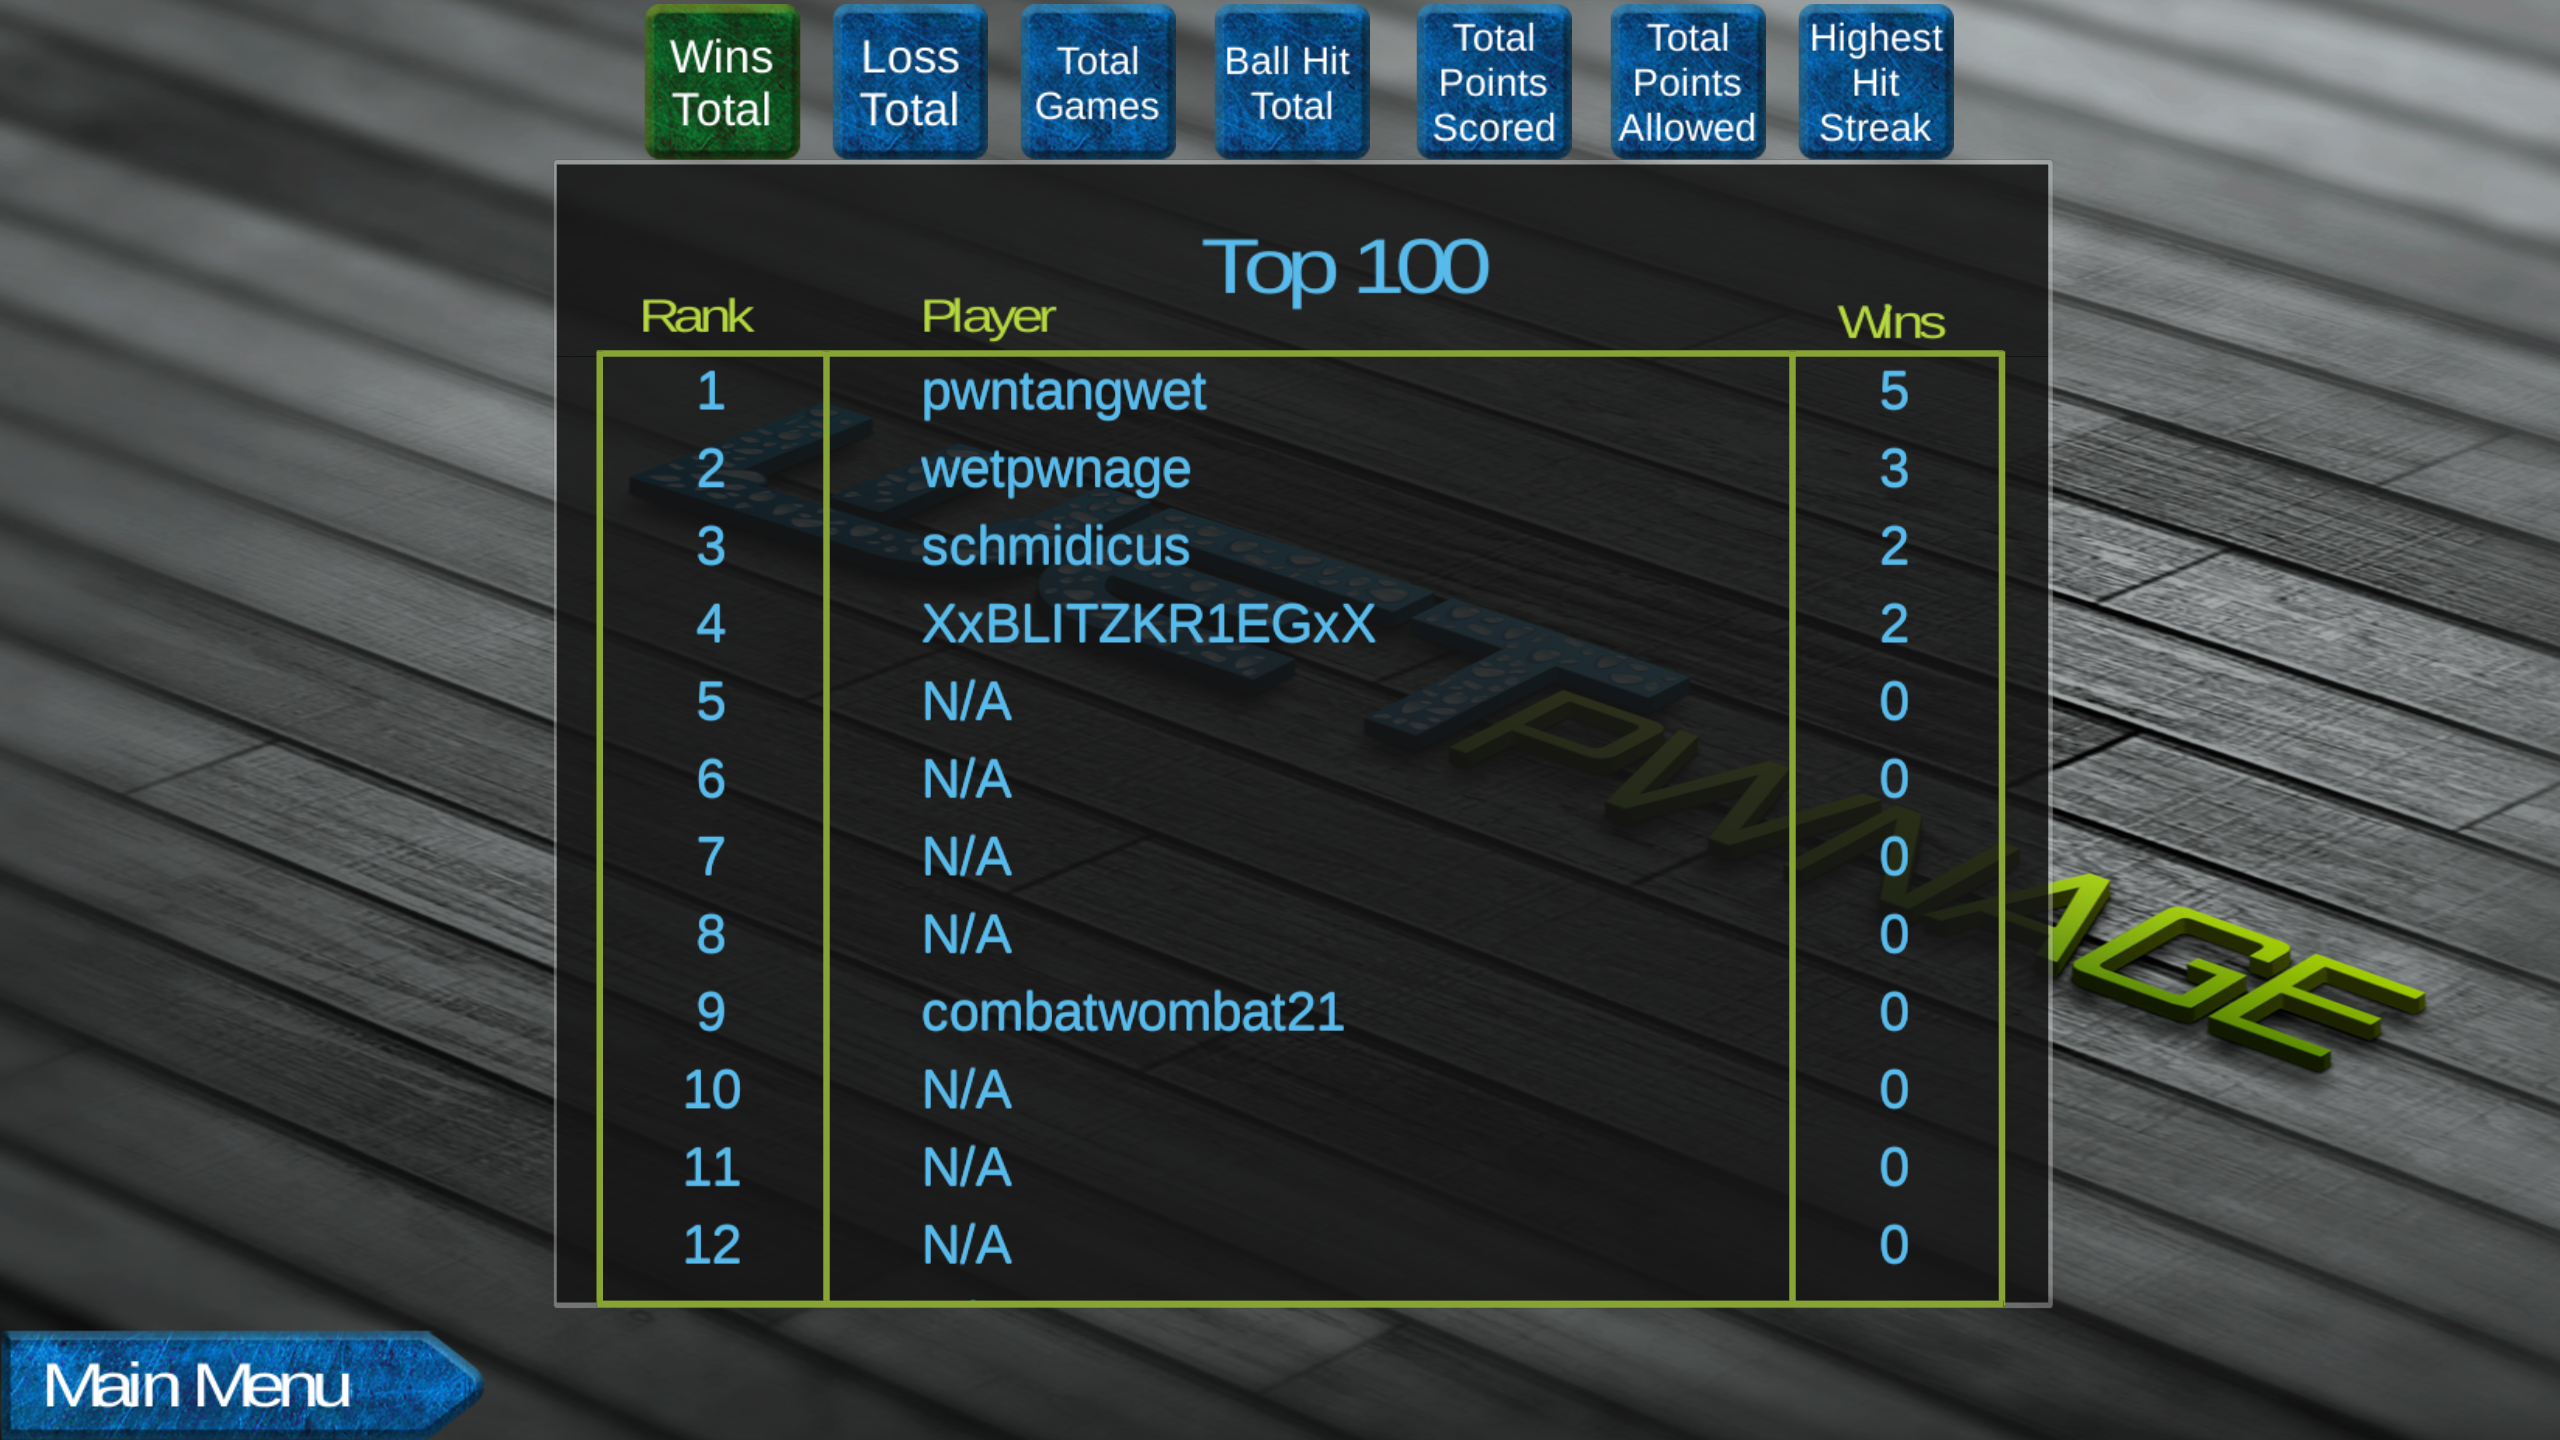 Wins Total
Loss Total
Total Games
Ball Hit Total
Total Points Scored
Total Points Allowed
Highest Hit Streak
Top 100
Rank Player Wins
1 pwntangwet 5
2 wetpwnage 3
3 schmidicus 2
4 XxBLITZKR1EGxX 2
5 N/A 0
6 N/A 0
7 N/A 0
8 N/A 0
9 combatwombat21 0
10 N/A 0
11 N/A 0
12 N/A 0
PWNAGE
Main Menu